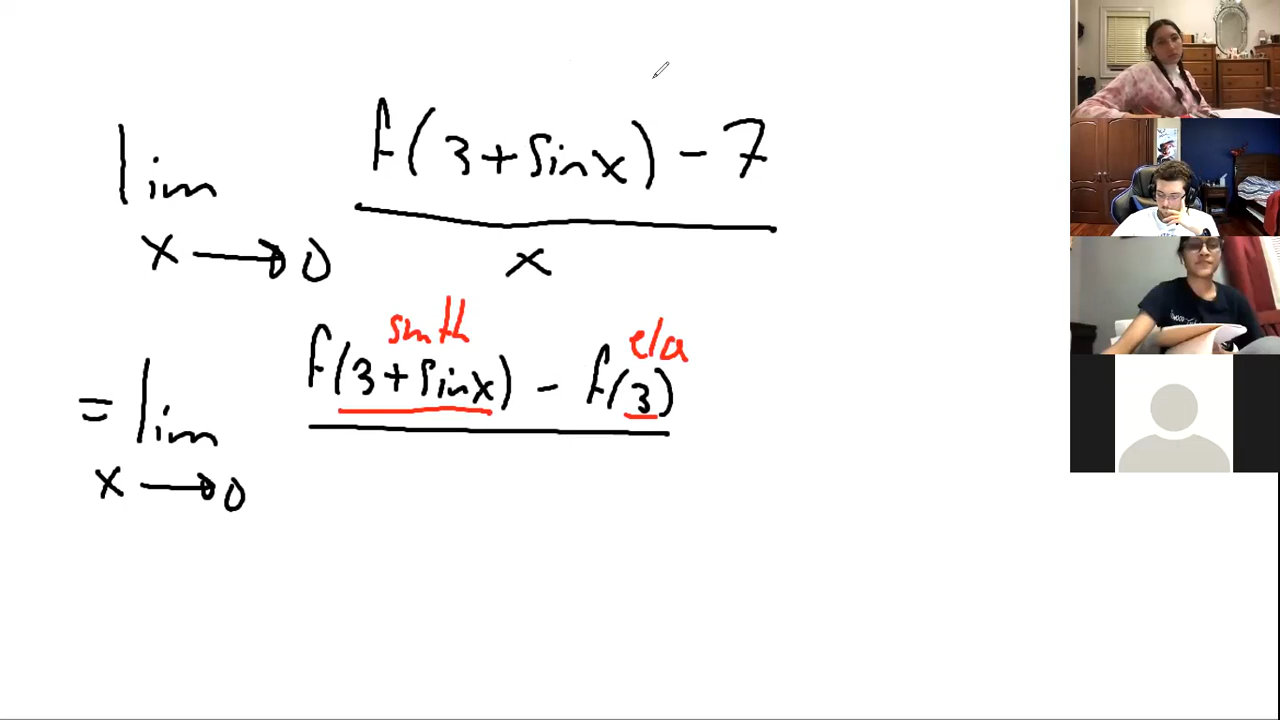 lim f(3+sinx) - 7
x → 0 x
smth e/a
= lim f(3+sinx) - f(3)
x → 0